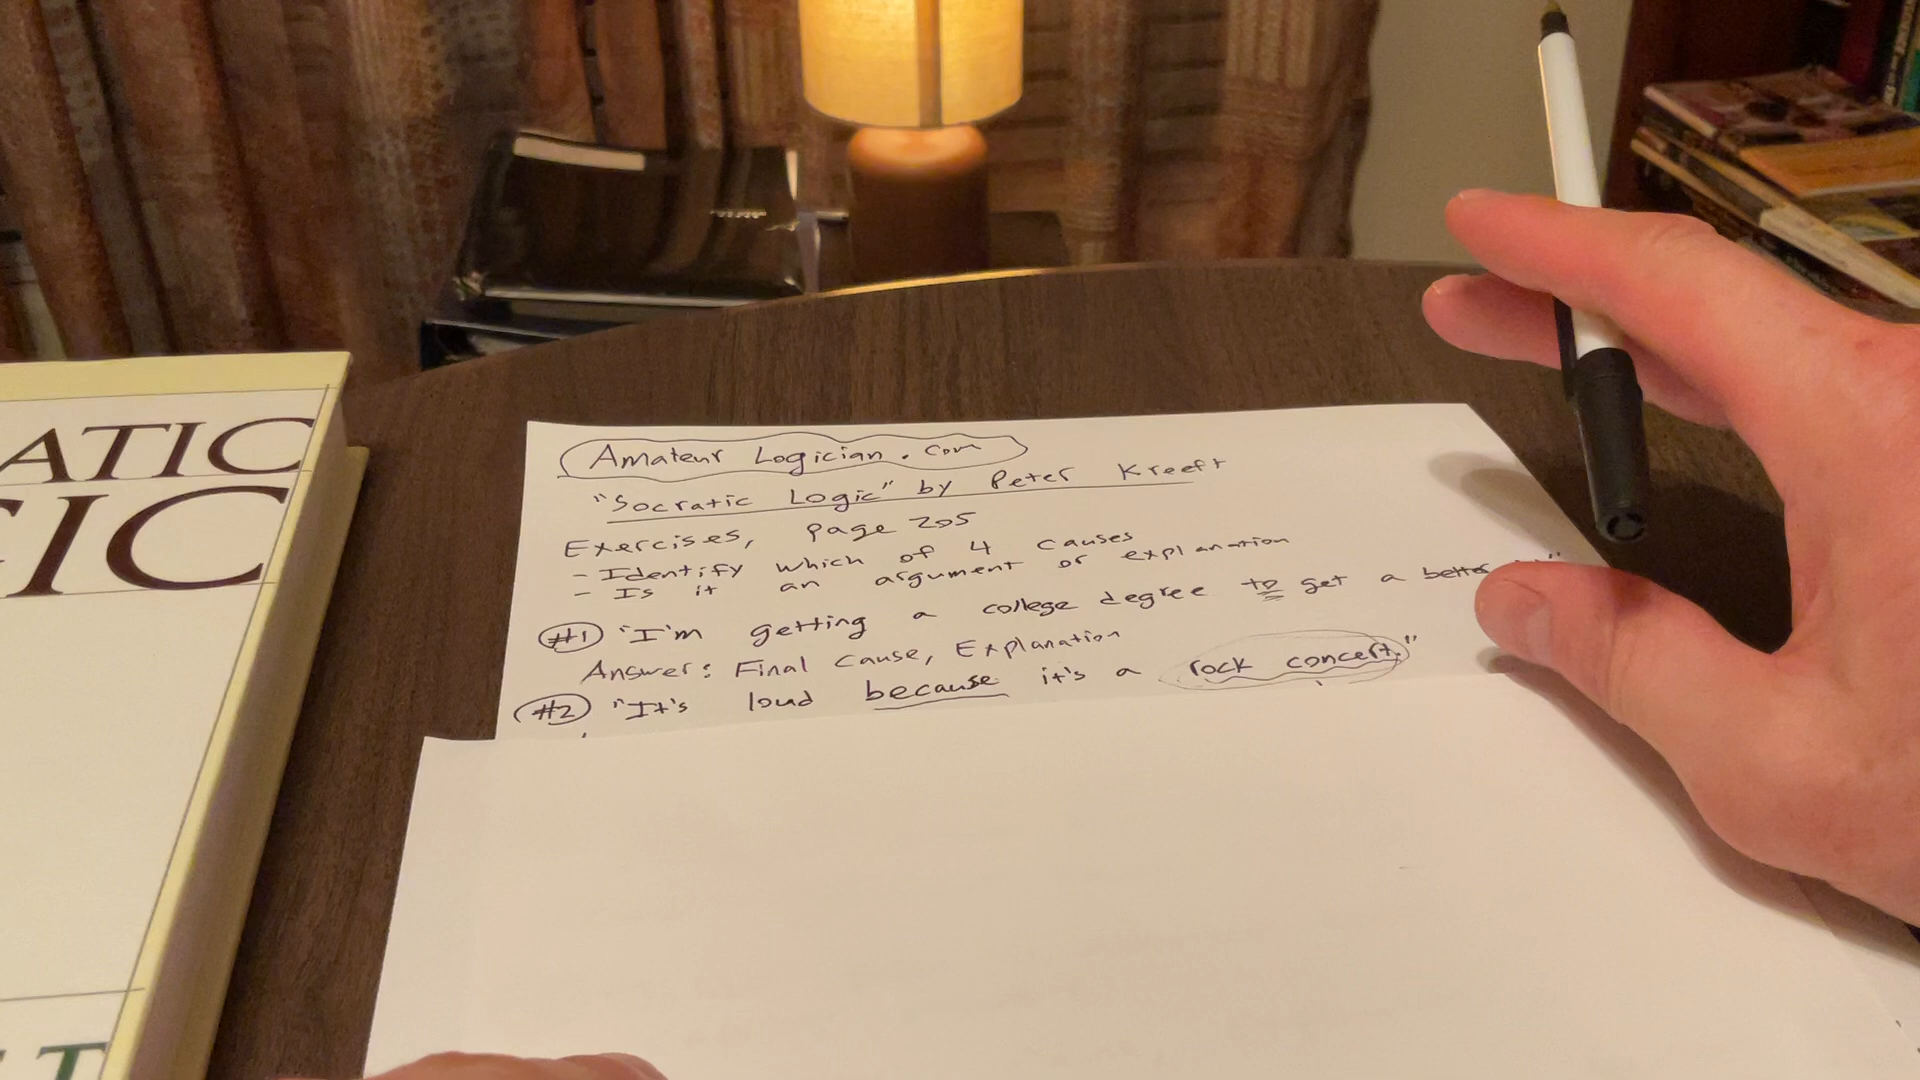 ATIC
GIC
ET
Amateur Logician.com
"Socratic Logic" by Peter Kreeft
Exercises, page 205
- Identify which of 4 causes
- Is it an argument or explanation
#1 "I'm getting a college degree to get a better
Answer: Final Cause, Explanation
#2 "It's loud because it's a rock concert."